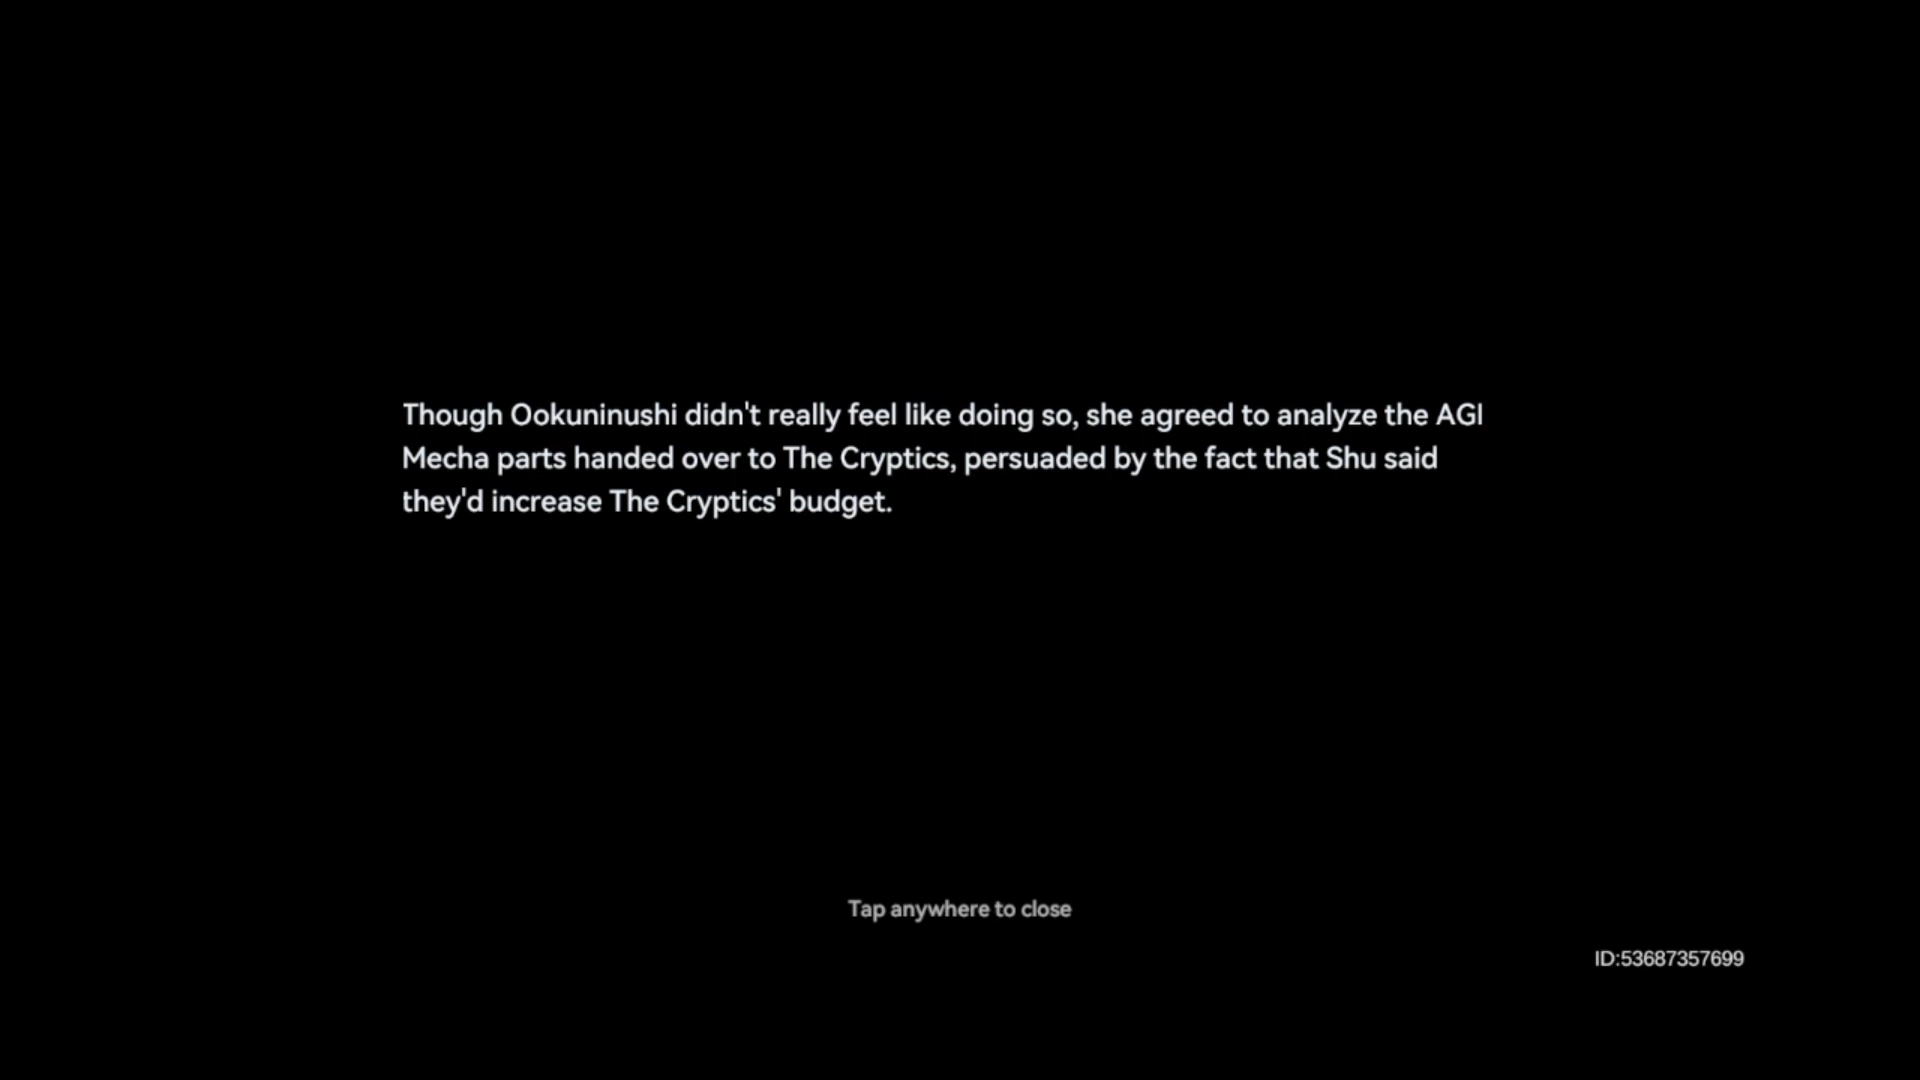 Though Ookuninushi didn't really feel like doing so, she agreed to analyze the AGI
Mecha parts handed over to The Cryptics, persuaded by the fact that Shu said
they'd increase The Cryptics' budget.
Tap anywhere to close
ID:53687357699